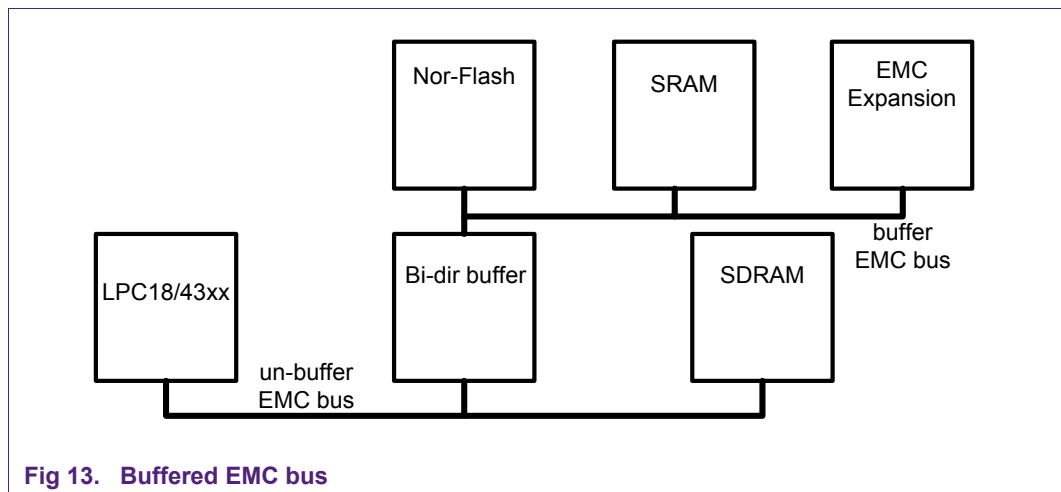 Nor-Flash
SRAM
EMC
Expansion
buffer
EMC bus
LPC18/43xx
Bi-dir buffer
SDRAM
un-buffer
EMC bus
Fig 13. Buffered EMC bus